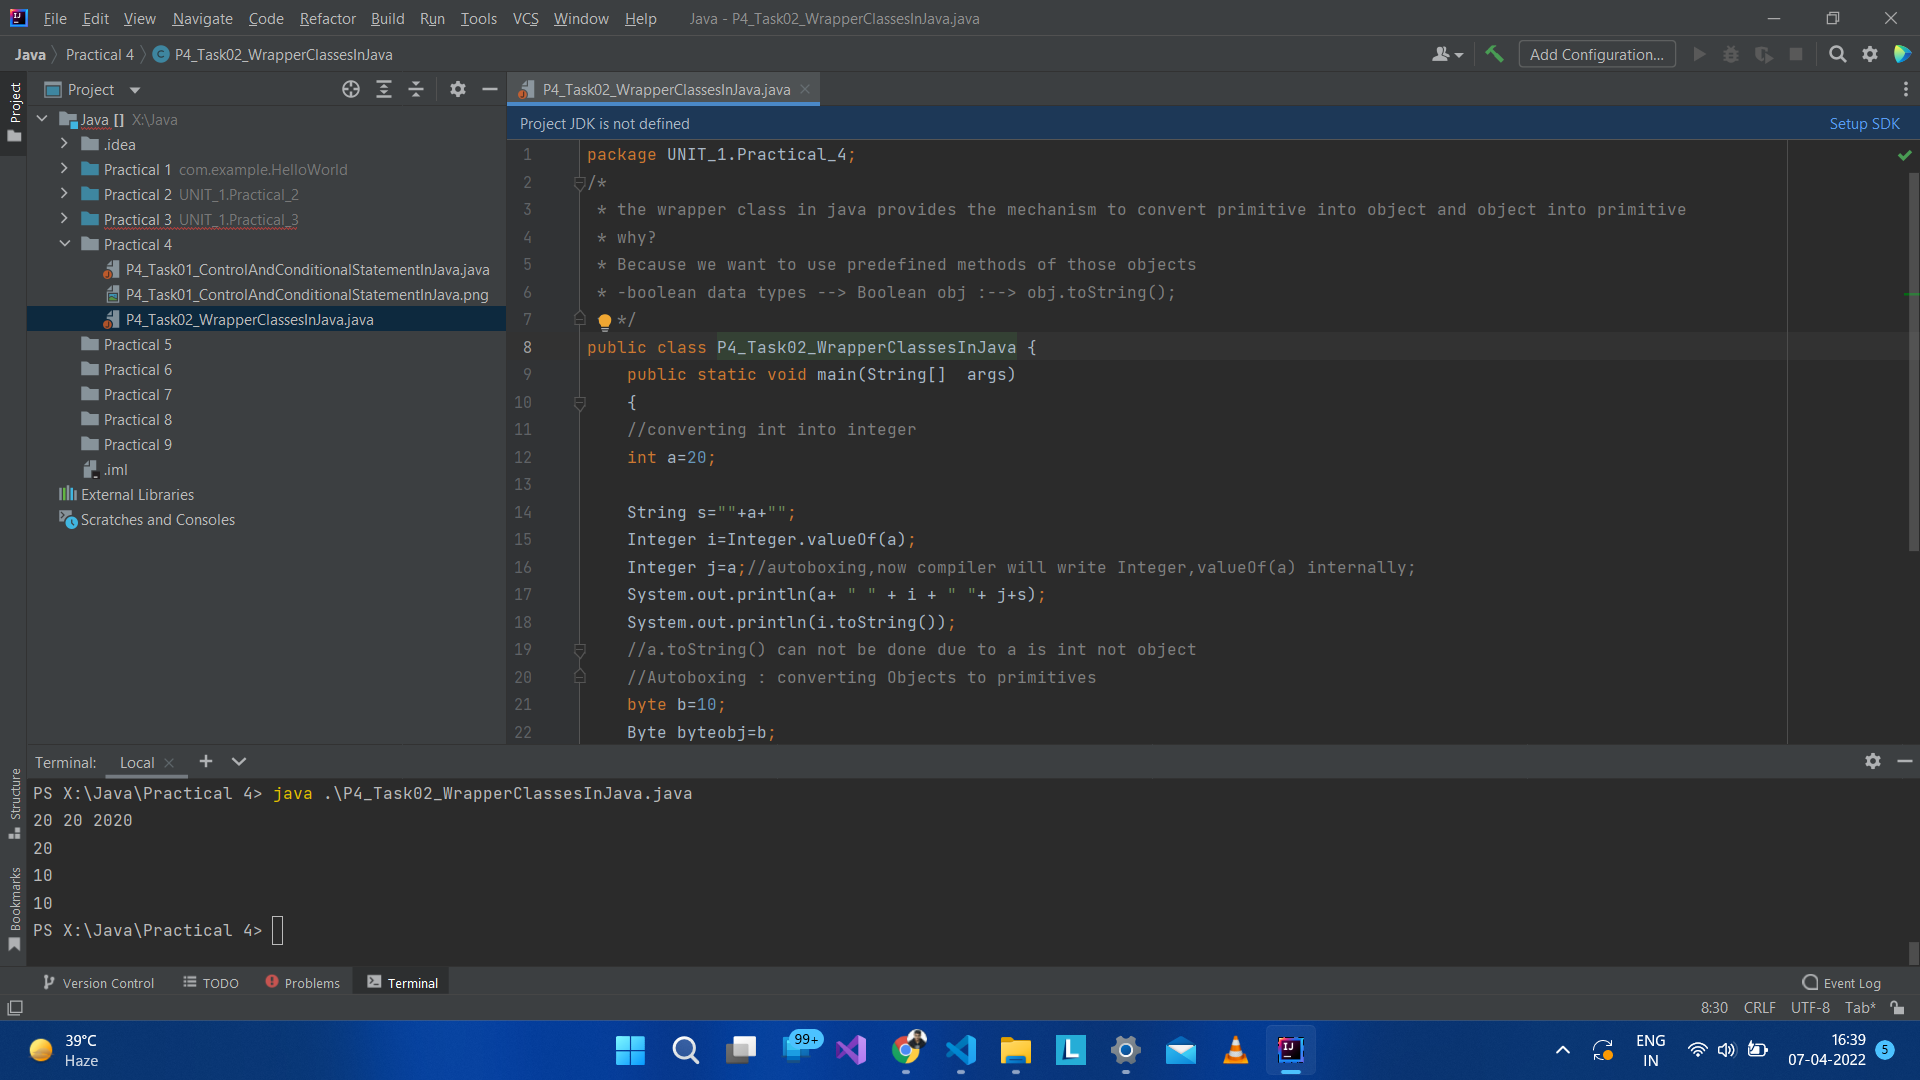 File Edit View Navigate Code Refactor Build Run Tools VCS Window Help Java - P4_Task02_WrapperClassesInJava.java
Java Practical 4 P4_Task02_WrapperClassesInJava Add Configuration...
Project
Project
P4_Task02_WrapperClassesInJava.java
Project JDK is not defined Setup SDK
Java [] X:\Java
.idea
Practical 1 com.example.HelloWorld
Practical 2 UNIT_1.Practical_2
Practical 3 UNIT_1.Practical_3
Practical 4
P4_Task01_ControlAndConditionalStatementInJava.java
P4_Task01_ControlAndConditionalStatementInJava.png
P4_Task02_WrapperClassesInJava.java
Practical 5
Practical 6
Practical 7
Practical 8
Practical 9
.iml
External Libraries
Scratches and Consoles
1 package UNIT_1.Practical_4;
2 /*
3 * the wrapper class in java provides the mechanism to convert primitive into object and object into primitive
4 * why?
5 * Because we want to use predefined methods of those objects
6 * -boolean data types --> Boolean obj :--> obj.toString();
7 */
8 public class P4_Task02_WrapperClassesInJava {
9 public static void main(String[]  args)
10 {
11 //converting int into integer
12 int a=20;
13
14 String s=""+a+"";
15 Integer i=Integer.valueOf(a);
16 Integer j=a;//autoboxing,now compiler will write Integer,valueOf(a) internally;
17 System.out.println(a+ " " + i + " "+ j+s);
18 System.out.println(i.toString());
19 //a.toString() can not be done due to a is int not object
20 //Autoboxing : converting Objects to primitives
21 byte b=10;
22 Byte byteobj=b;
Structure
Bookmarks
Terminal: Local
PS X:\Java\Practical 4> java .\P4_Task02_WrapperClassesInJava.java
20 20 2020
20
10
10
PS X:\Java\Practical 4>
Version Control TODO Problems Terminal Event Log
8:30 CRLF UTF-8 Tab*
39°C
Haze
99+
L
IJ
ENG
IN
16:39
07-04-2022
5